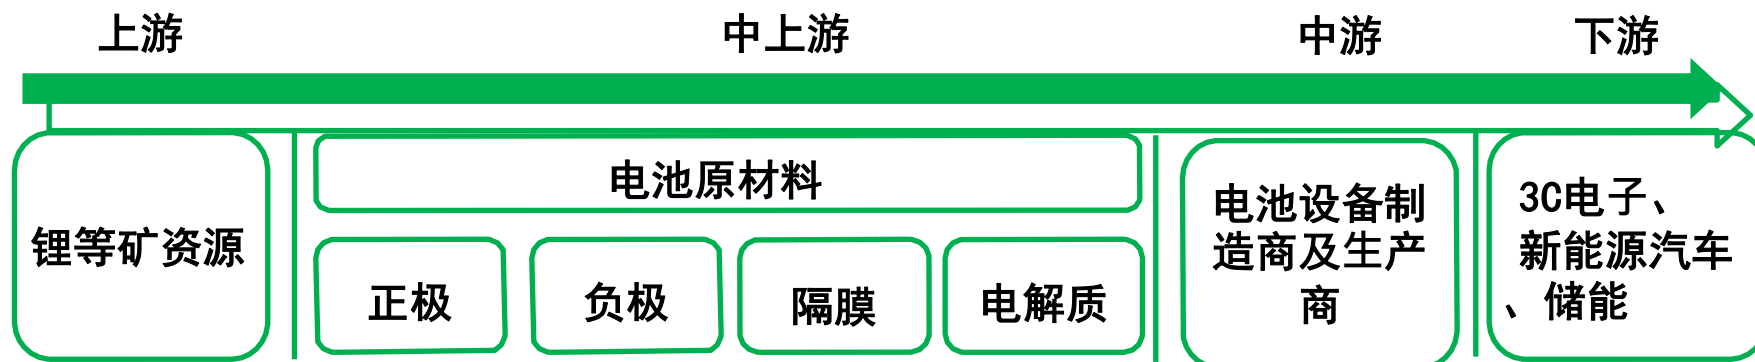 上游
中上游
中游
下游
锂等矿资源
电池原材料
正极
负极
隔膜
电解质
电池设备制
造商及生产
商
3C电子、
新能源汽车
、储能